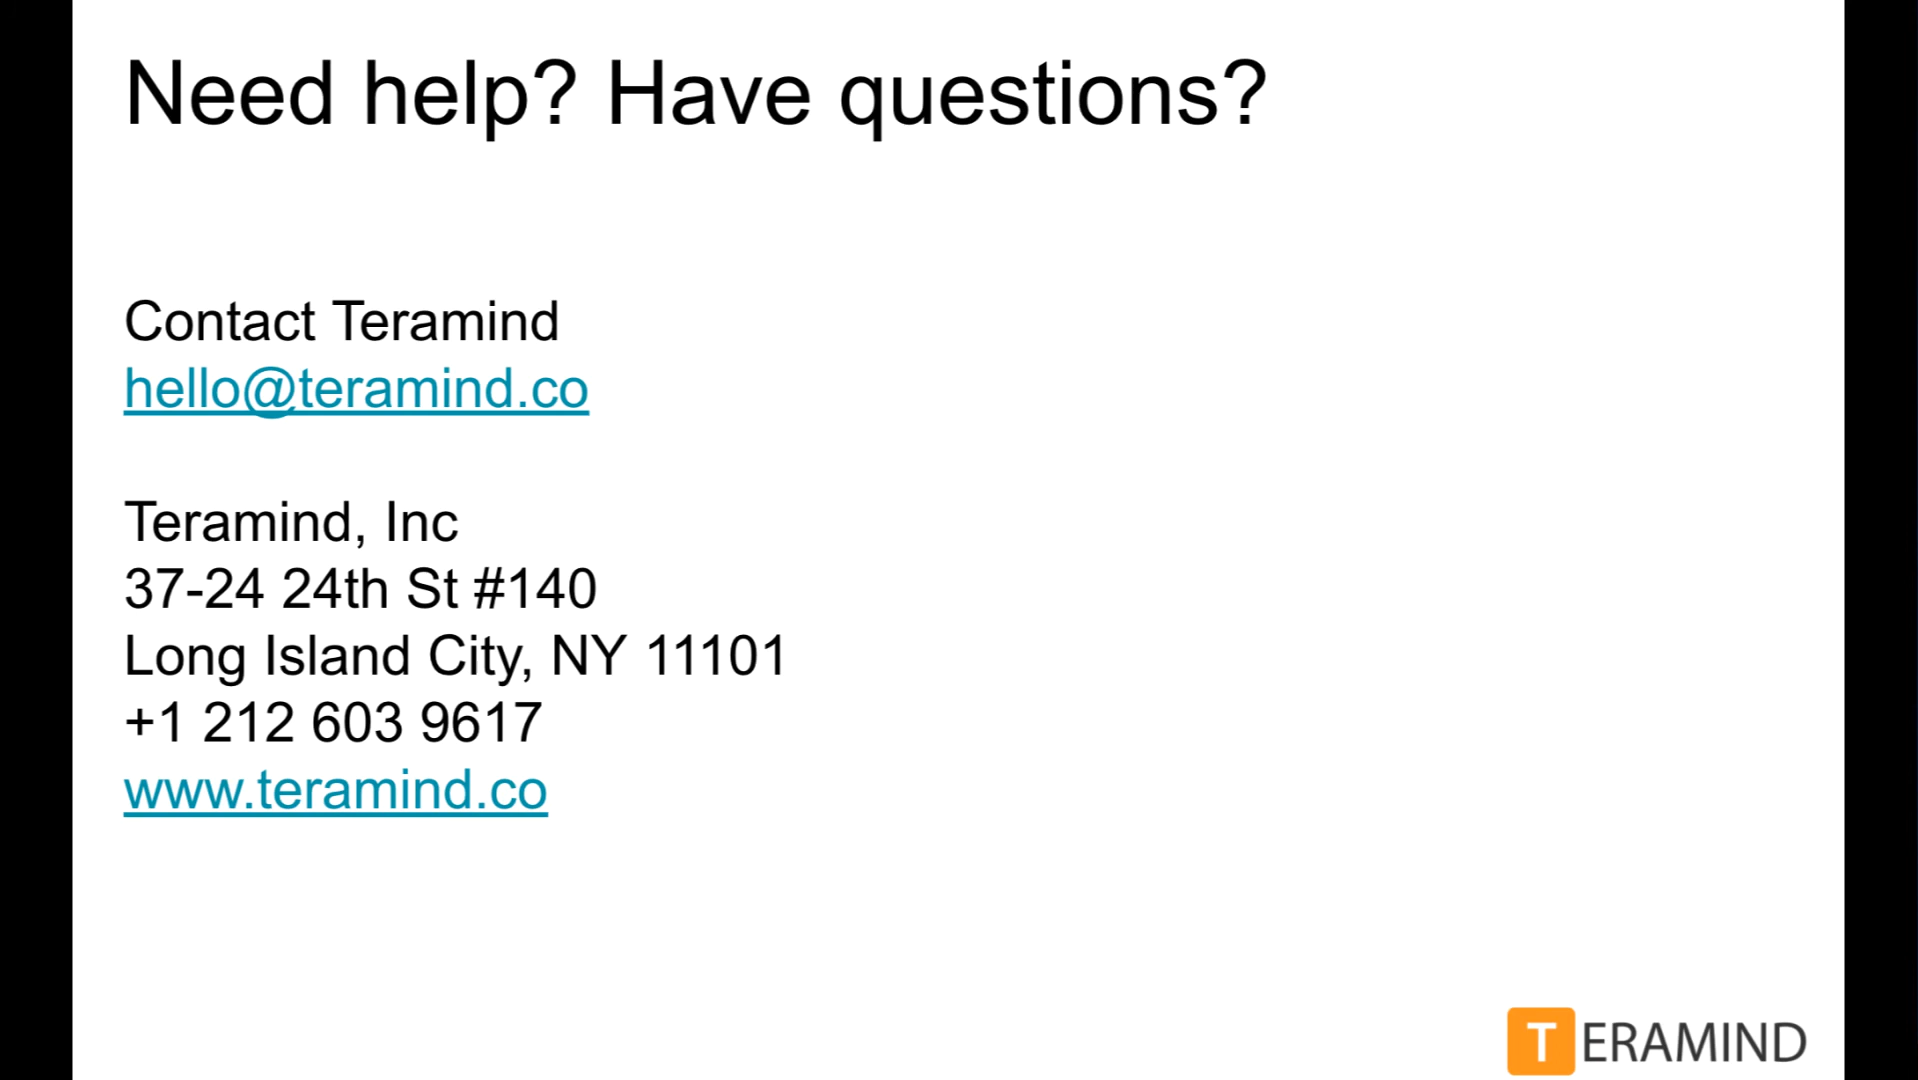 Need help? Have questions?
Contact Teramind
hello@teramind.co
Teramind, Inc
37-24 24th St #140
Long Island City, NY 11101
+1 212 603 9617
www.teramind.co
TERAMIND